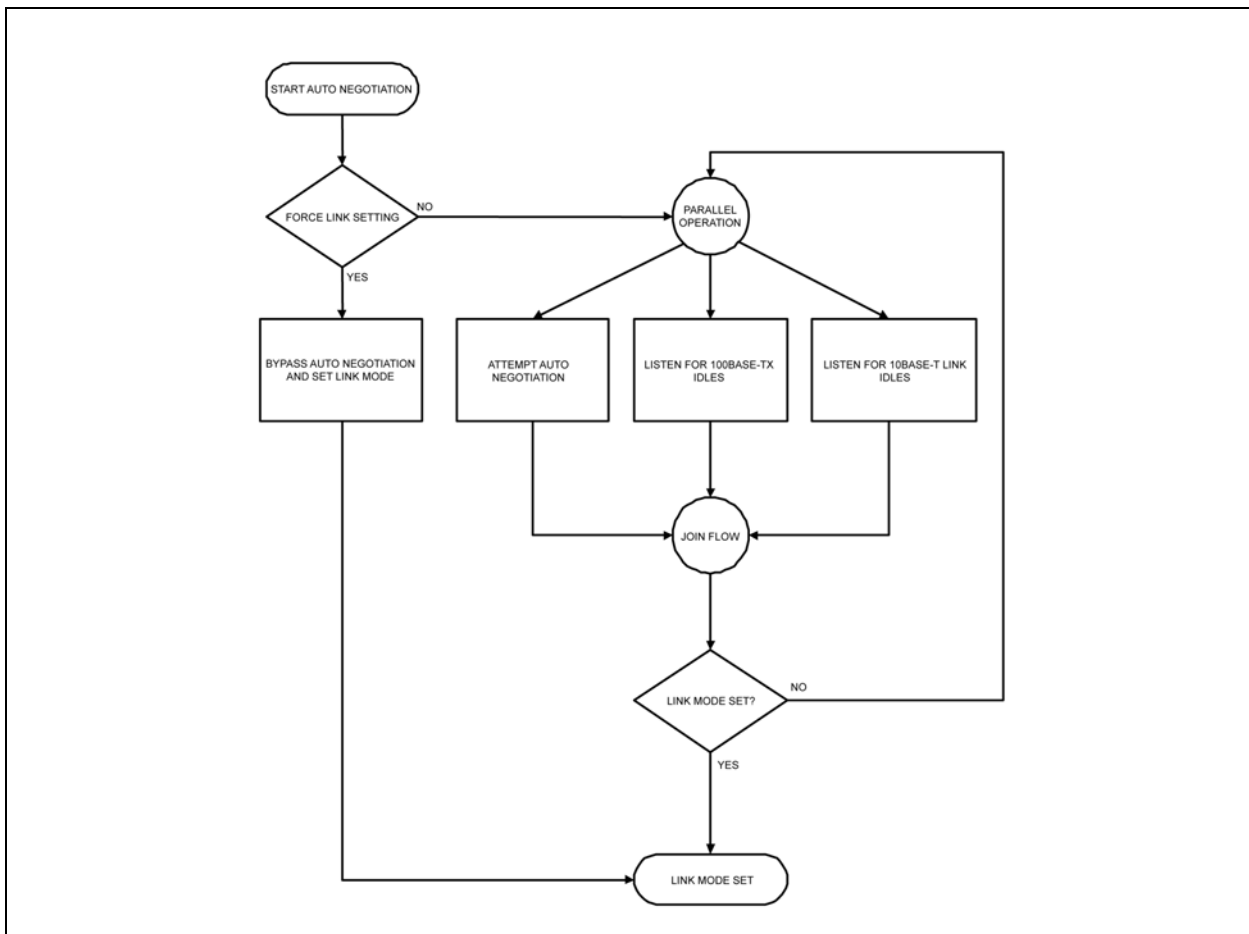 START AUTO NEGOTIATION
FORCE LINK SETTING
NO
YES
PARALLEL
OPERATION
BYPASS AUTO NEGOTIATION
AND SET LINK MODE
ATTEMPT AUTO
NEGOTIATION
LISTEN FOR 100BASE-TX
IDLES
LISTEN FOR 10BASE-T LINK
IDLES
JOIN FLOW
LINK MODE SET?
NO
YES
LINK MODE SET